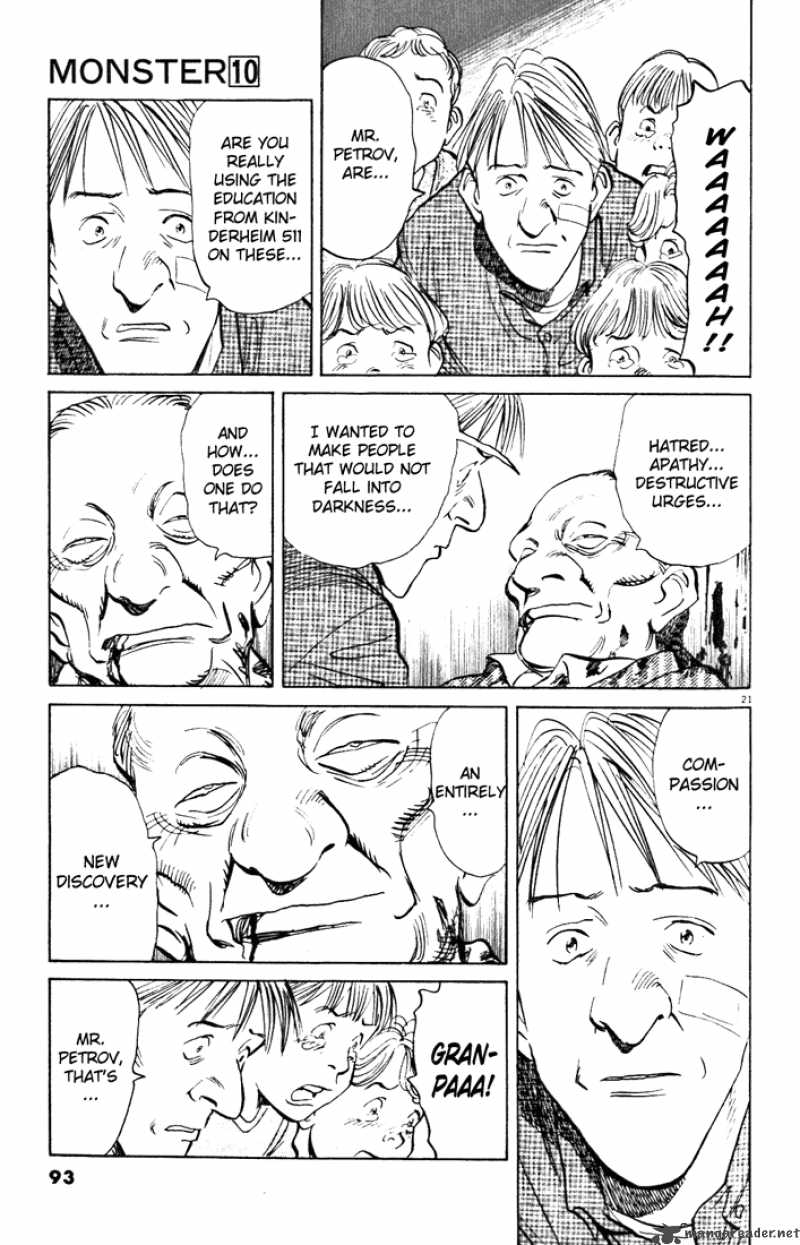 MONSTER10
WAAAAAAAH!!
MR.
PETROV,
ARE...
ARE YOU
REALLY
USING THE
EDUCATION
FROM KIN-
DERHEIM 511
ON THESE...
HATRED...
APATHY...
DESTRUCTIVE
URGES...
I WANTED TO
MAKE PEOPLE
THAT WOULD NOT
FALL INTO
DARKNESS...
AND
HOW...
DOES
ONE DO
THAT?
21
COM-
PASSION
...
AN
ENTIRELY
...
NEW
DISCOVERY
...
GRAN-
PAAA!
MR.
PETROV,
THAT'S
...
93
mangareader.net